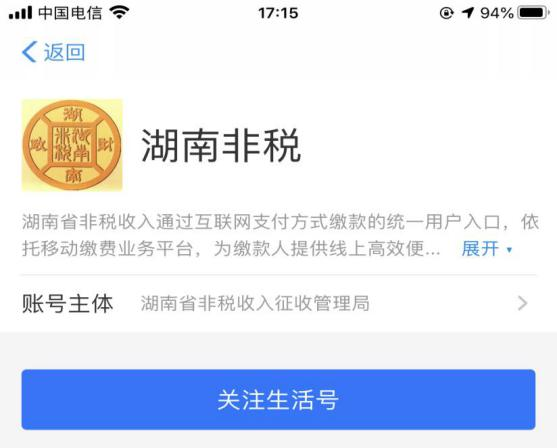 中国电信
17:15
94%
返回
湖南非税
湖南省非税收入通过互联网支付方式缴款的统一用户入口，依
托移动缴费业务平台，为缴款人提供线上高效便... 展开
账号主体 湖南省非税收入征收管理局
关注生活号